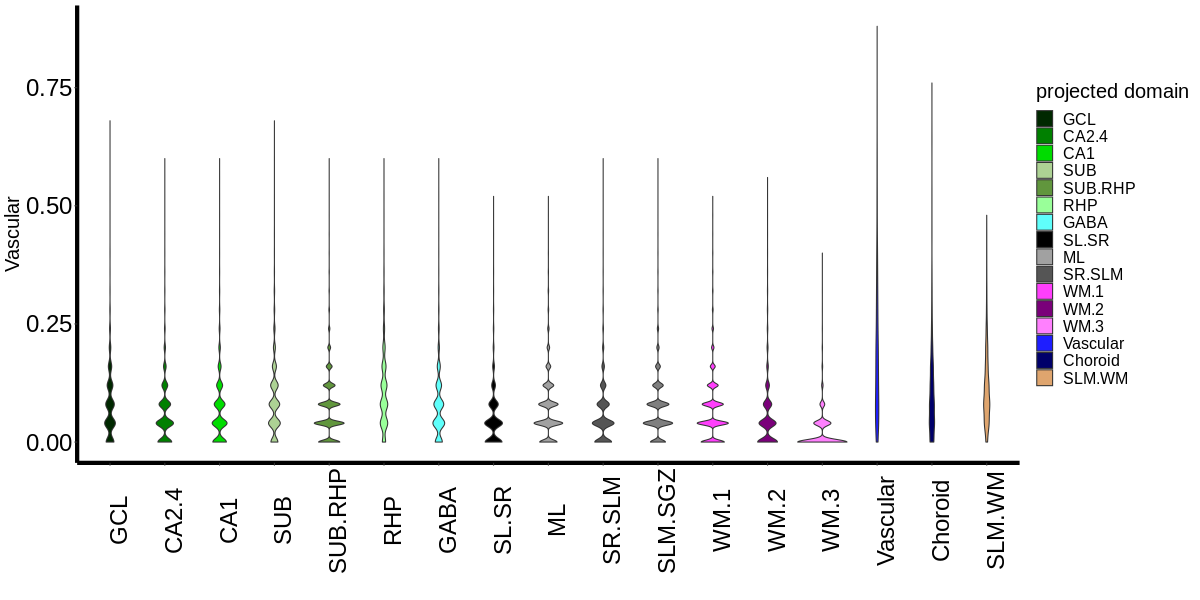 0.75
0.50
0.25
0.00
Vascular
GCL
CA2.4
CA1
SUB
SUB.RHP
RHP
GABA
SL.SR
ML
SR.SLM
SLM.SGZ
WM.1
WM.2
WM.3
Vascular
Choroid
SLM.WM
projected domain
GCL
CA2.4
CA1
SUB
SUB.RHP
RHP
GABA
SL.SR
ML
SR.SLM
WM.1
WM.2
WM.3
Vascular
Choroid
SLM.WM